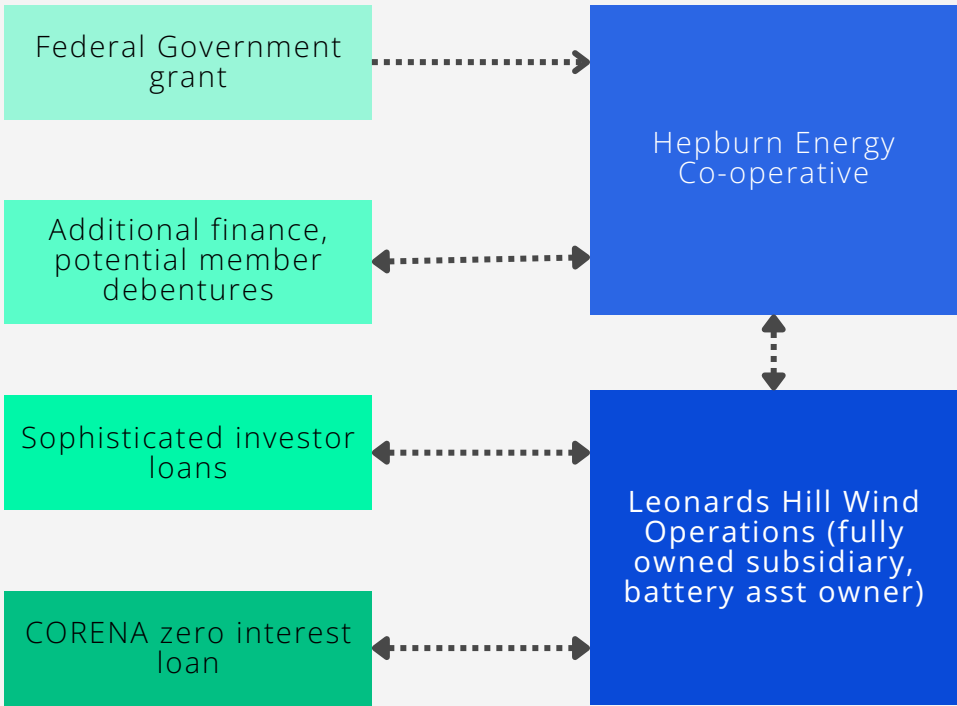 Federal Government
grant
Hepburn Energy
Co-operative
Additional finance,
potential member
debentures
Sophisticated investor
loans
Leonards Hill Wind
Operations (fully
owned subsidiary,
battery asst owner)
CORENA zero interest
loan